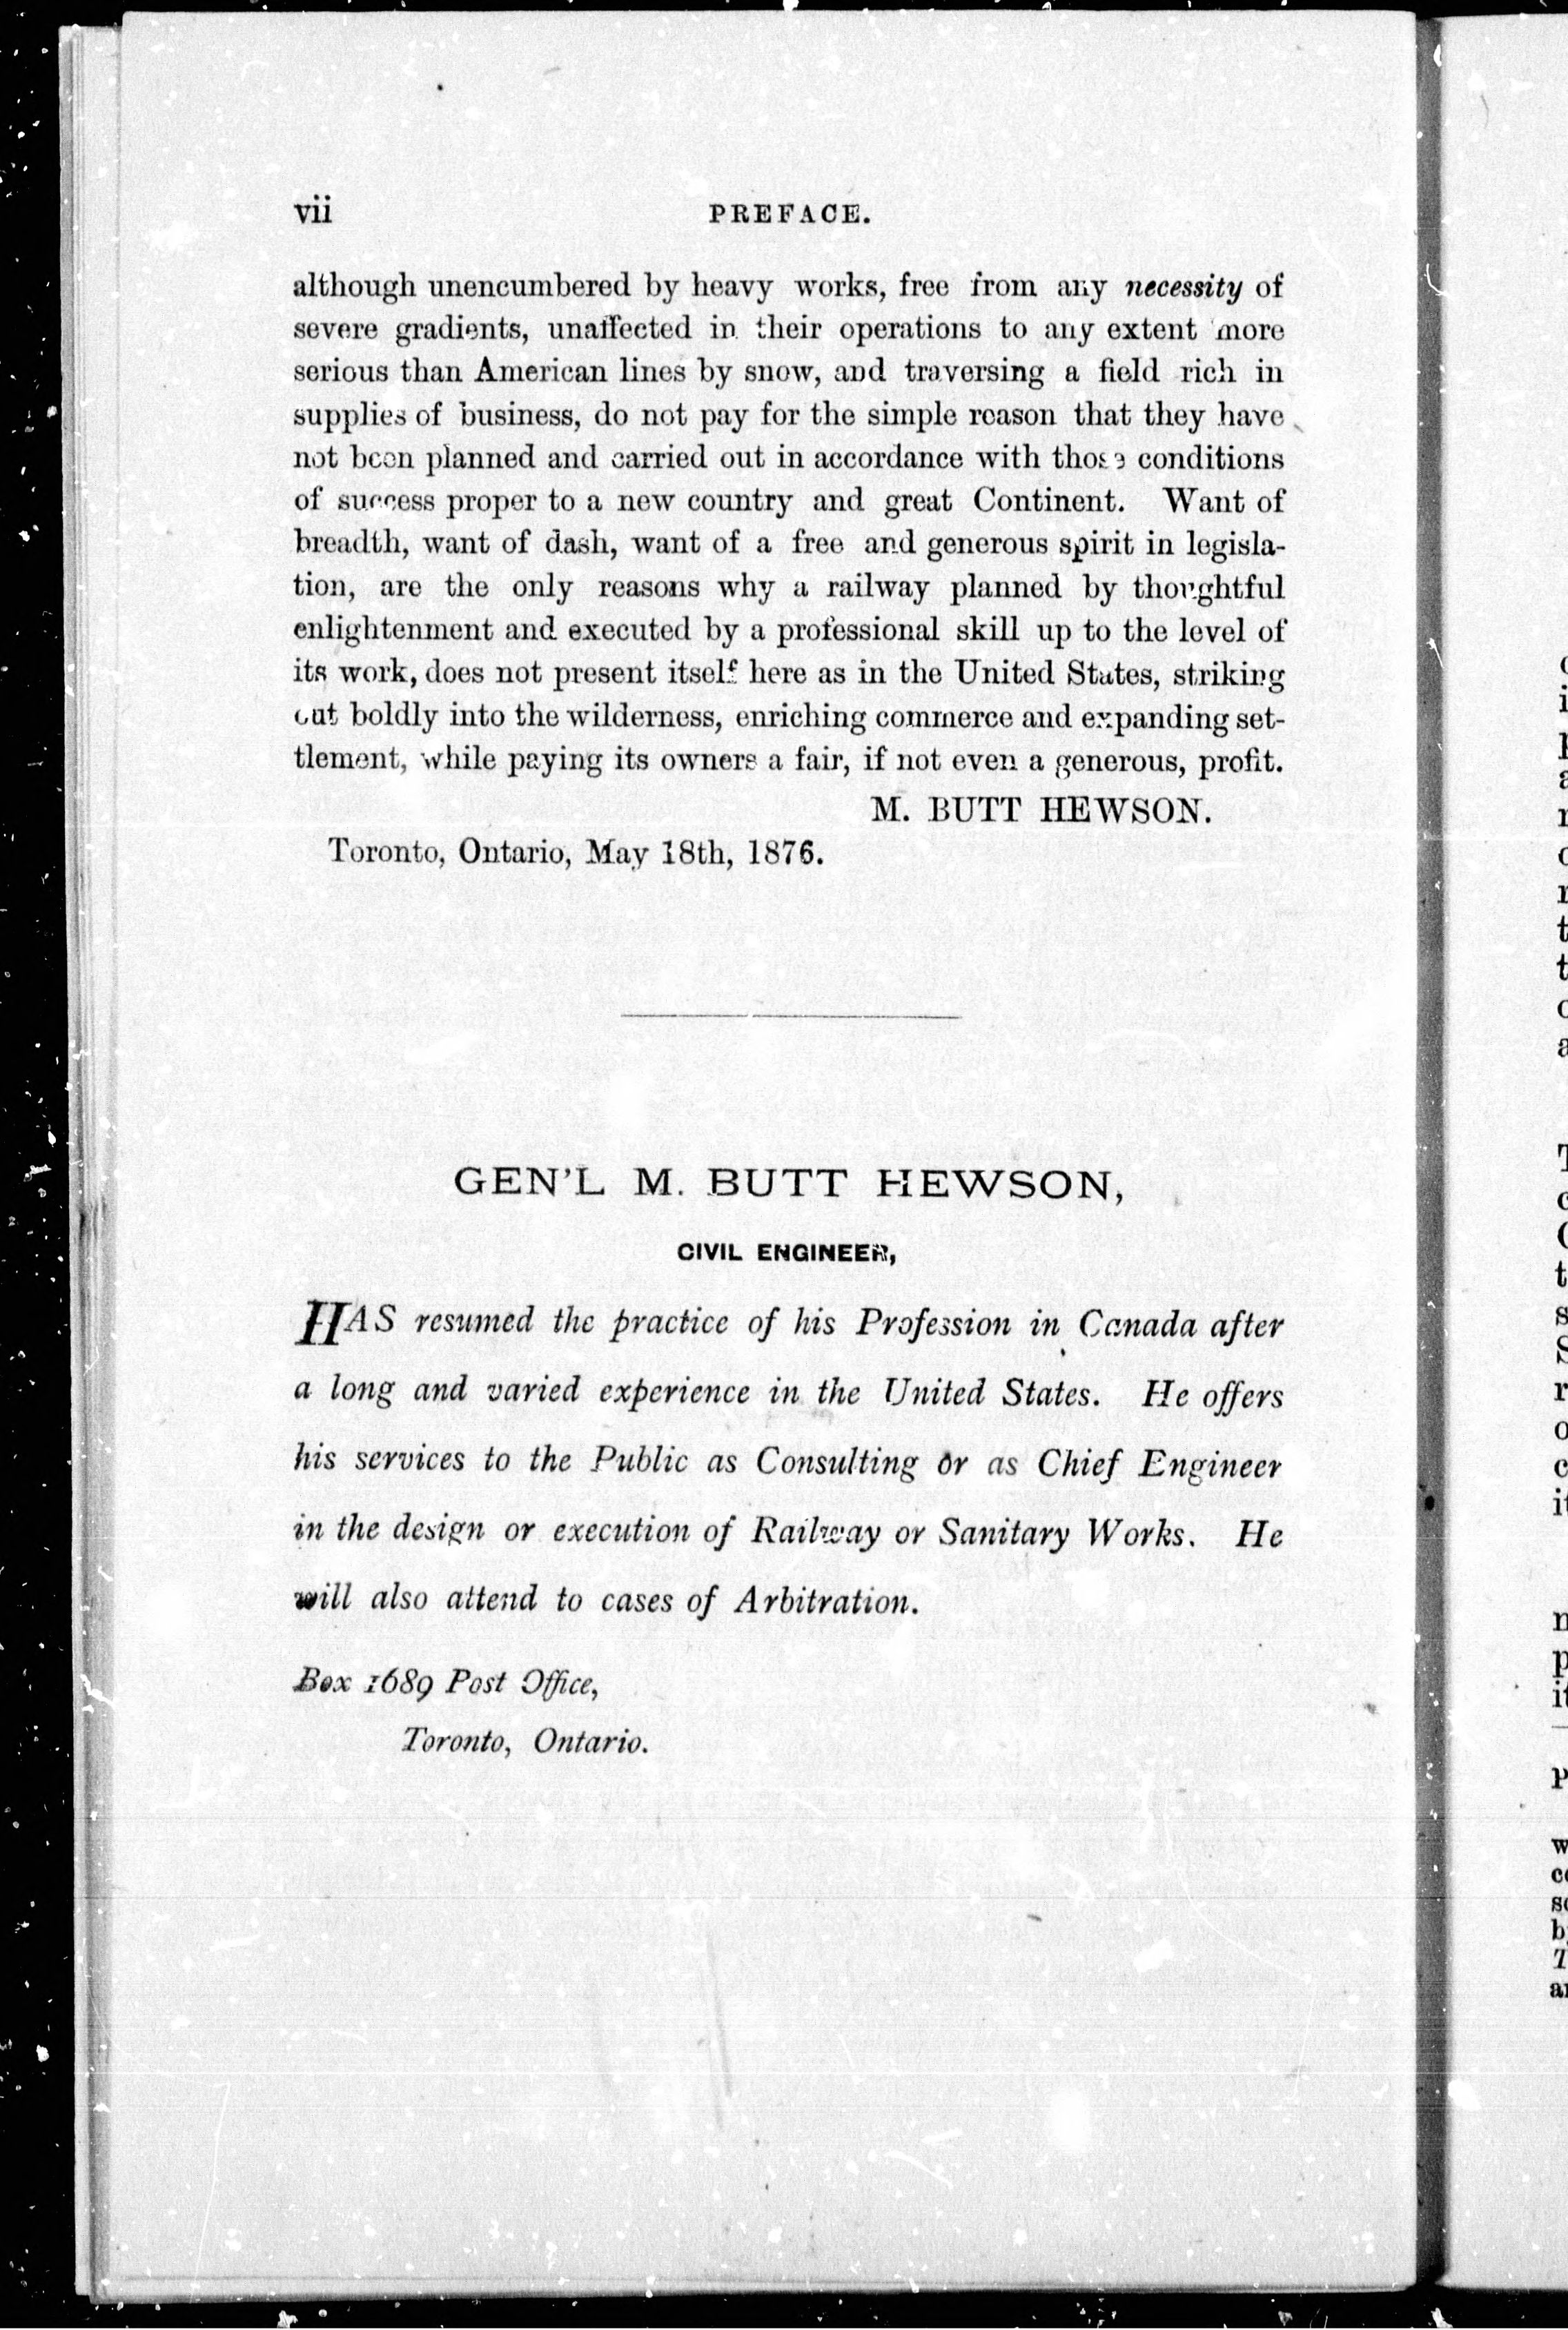 vii PREFACE.
although unencumbered by heavy works, free from any necessity of
severe gradients, unaffected in their operations to any extent more
serious than American lines by snow, and traversing a field rich in
supplies of business, do not pay for the simple reason that they have
not been planned and carried out in accordance with those conditions
of success proper to a new country and great Continent. Want of
breadth, want of dash, want of a free and generous spirit in legisla-
tion, are the only reasons why a railway planned by thoughtful
enlightenment and executed by a professional skill up to the level of
its work, does not present itself here as in the United States, striking
out boldly into the wilderness, enriching commerce and expanding set-
tlement, while paying its owners a fair, if not even a generous, profit.
M. BUTT HEWSON.
Toronto, Ontario, May 18th, 1876.
GEN'L M. BUTT HEWSON,
CIVIL ENGINEER,
HAS resumed the practice of his Profession in Canada after
a long and varied experience in the United States. He offers
his services to the Public as Consulting or as Chief Engineer
in the design or execution of Railway or Sanitary Works. He
will also attend to cases of Arbitration.
Box 1689 Post Office,
Toronto, Ontario.